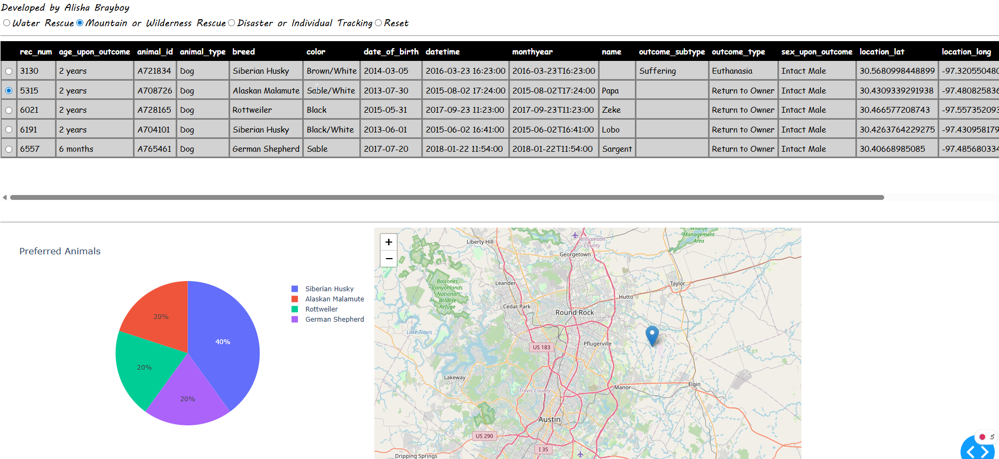 Developed by Alisha Brayboy
Water Rescue Mountain or Wilderness Rescue Disaster or Individual Tracking Reset
rec_num age_upon_outcome animal_id animal_type breed color date_of_birth datetime monthyear name outcome_subtype outcome_type sex_upon_outcome location_lat location_long
3130 2 years A721834 Dog Siberian Husky Brown/White 2014-03-05 2016-03-23 16:23:00 2016-03-23T16:23:00 Suffering Euthanasia Intact Male 30.5680998448899 -97.320550480
5315 2 years A708726 Dog Alaskan Malamute Sable/White 2013-07-30 2015-08-02 17:24:00 2015-08-02T17:24:00 Papa Return to Owner Intact Male 30.4309339291938 -97.480825836
6021 2 years A728165 Dog Rottweiler Black 2015-05-31 2017-09-23 11:23:00 2017-09-23T11:23:00 Zeke Return to Owner Intact Male 30.466577208743 -97.557352093
6191 2 years A704101 Dog Siberian Husky Black/White 2013-06-01 2015-06-02 16:41:00 2015-06-02T16:41:00 Lobo Return to Owner Intact Male 30.4263764229275 -97.430958179
6557 6 months A765461 Dog German Shepherd Sable 2017-07-20 2018-01-22 11:54:00 2018-01-22T11:54:00 Sargent Return to Owner Intact Male 30.40668985085 -97.485680334
Preferred Animals
Siberian Husky
Alaskan Malamute
Rottweiler
German Shepherd
20%
40%
20%
20%
+
−
Wildlife
Management
Area
Liberty Hill
Williamson
County
Georgetown
Leander
Taylor
Balcones
Canyonlands
National
Wildlife
Refuge
Hutto
Cedar Park
Round Rock
Lake Travis
US 183
Pflugerville
Lakeway
Travis County
Manor
Elgin
Austin
US 290
I 35
Dripping Springs
5